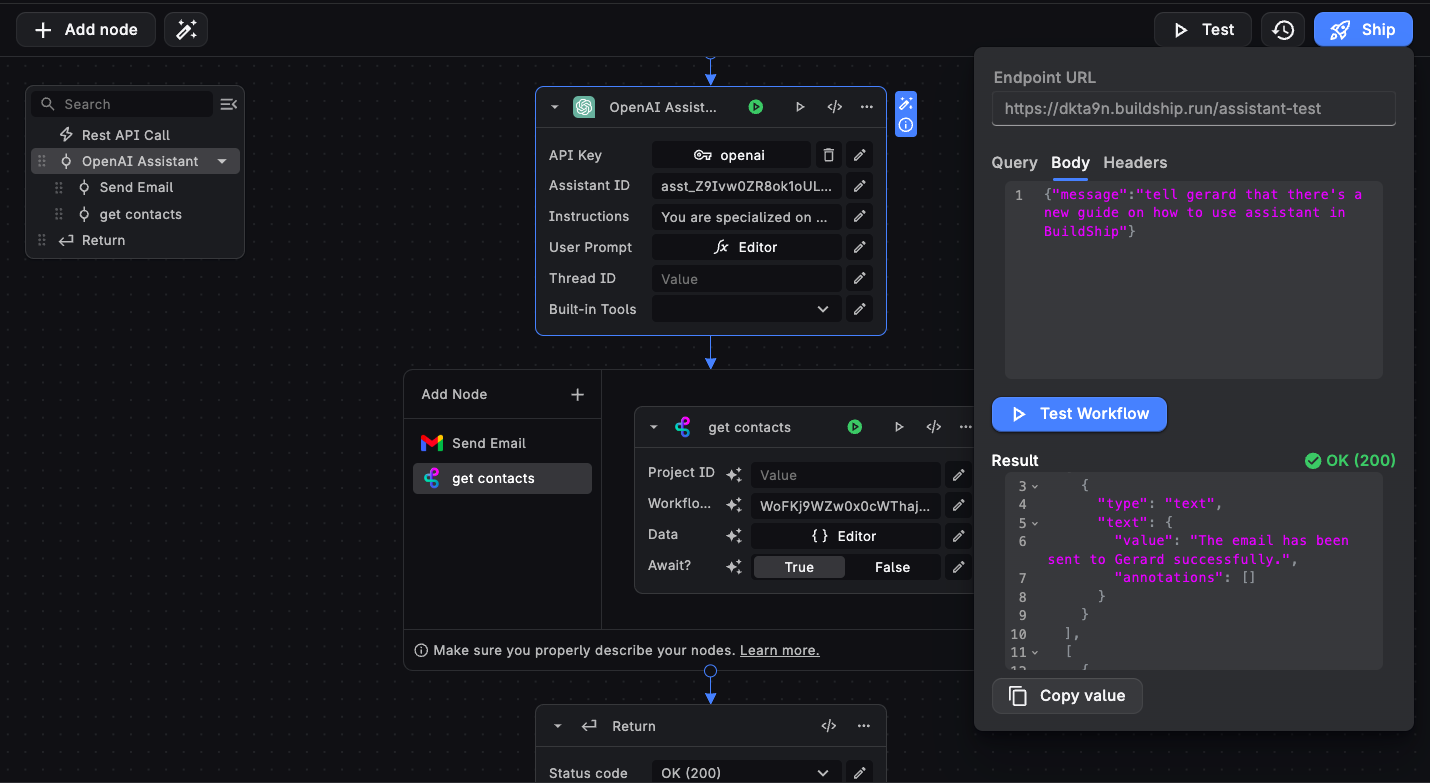 Add node
Test
Ship
Search
Rest API Call
OpenAI Assistant
Send Email
get contacts
Return
OpenAI Assist...
API Key
openai
Assistant ID
asst_Z9Ivw0ZR8ok1oUL...
Instructions
You are specialized on ...
User Prompt
Editor
Thread ID
Value
Built-in Tools
Add Node
Send Email
get contacts
get contacts
Project ID
Value
Workflo...
WoFKj9WZw0x0cWThaj...
Data
{ } Editor
Await?
True
False
Make sure you properly describe your nodes. Learn more.
Return
Status code
OK (200)
Endpoint URL
https://dkta9n.buildship.run/assistant-test
Query Body Headers
1 {"message":"tell gerard that there's a
new guide on how to use assistant in
BuildShip"}
Test Workflow
Result
OK (200)
3 {
4 "type": "text",
5 "text": {
6 "value": "The email has been
sent to Gerard successfully.",
7 "annotations": []
8 }
9 }
10 ],
11 [
12 {
Copy value